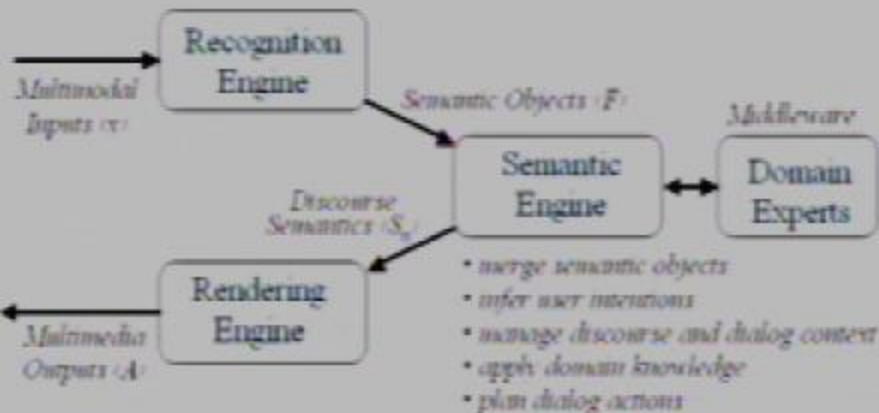 Recognition
Engine
Multimodal
Inputs (x)
Semantic Objects (F)
Middleware
Semantic
Engine
Domain
Experts
Discourse
Semantics (Sn)
Rendering
Engine
Multimedia
Outputs (A)
• merge semantic objects
• infer user intentions
• manage discourse and dialog context
• apply domain knowledge
• plan dialog actions